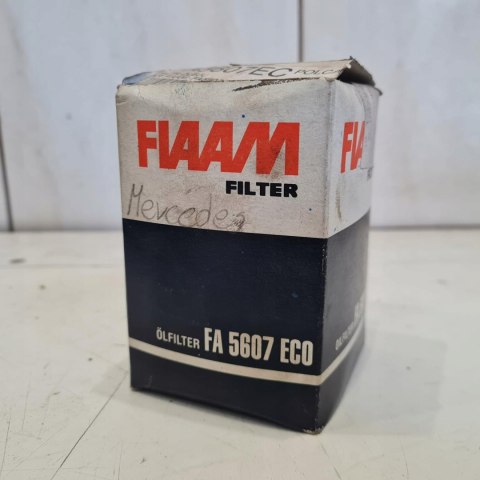 FIAAM
FILTER
Mercedes
ÖLFILTER FA 5607 ECO